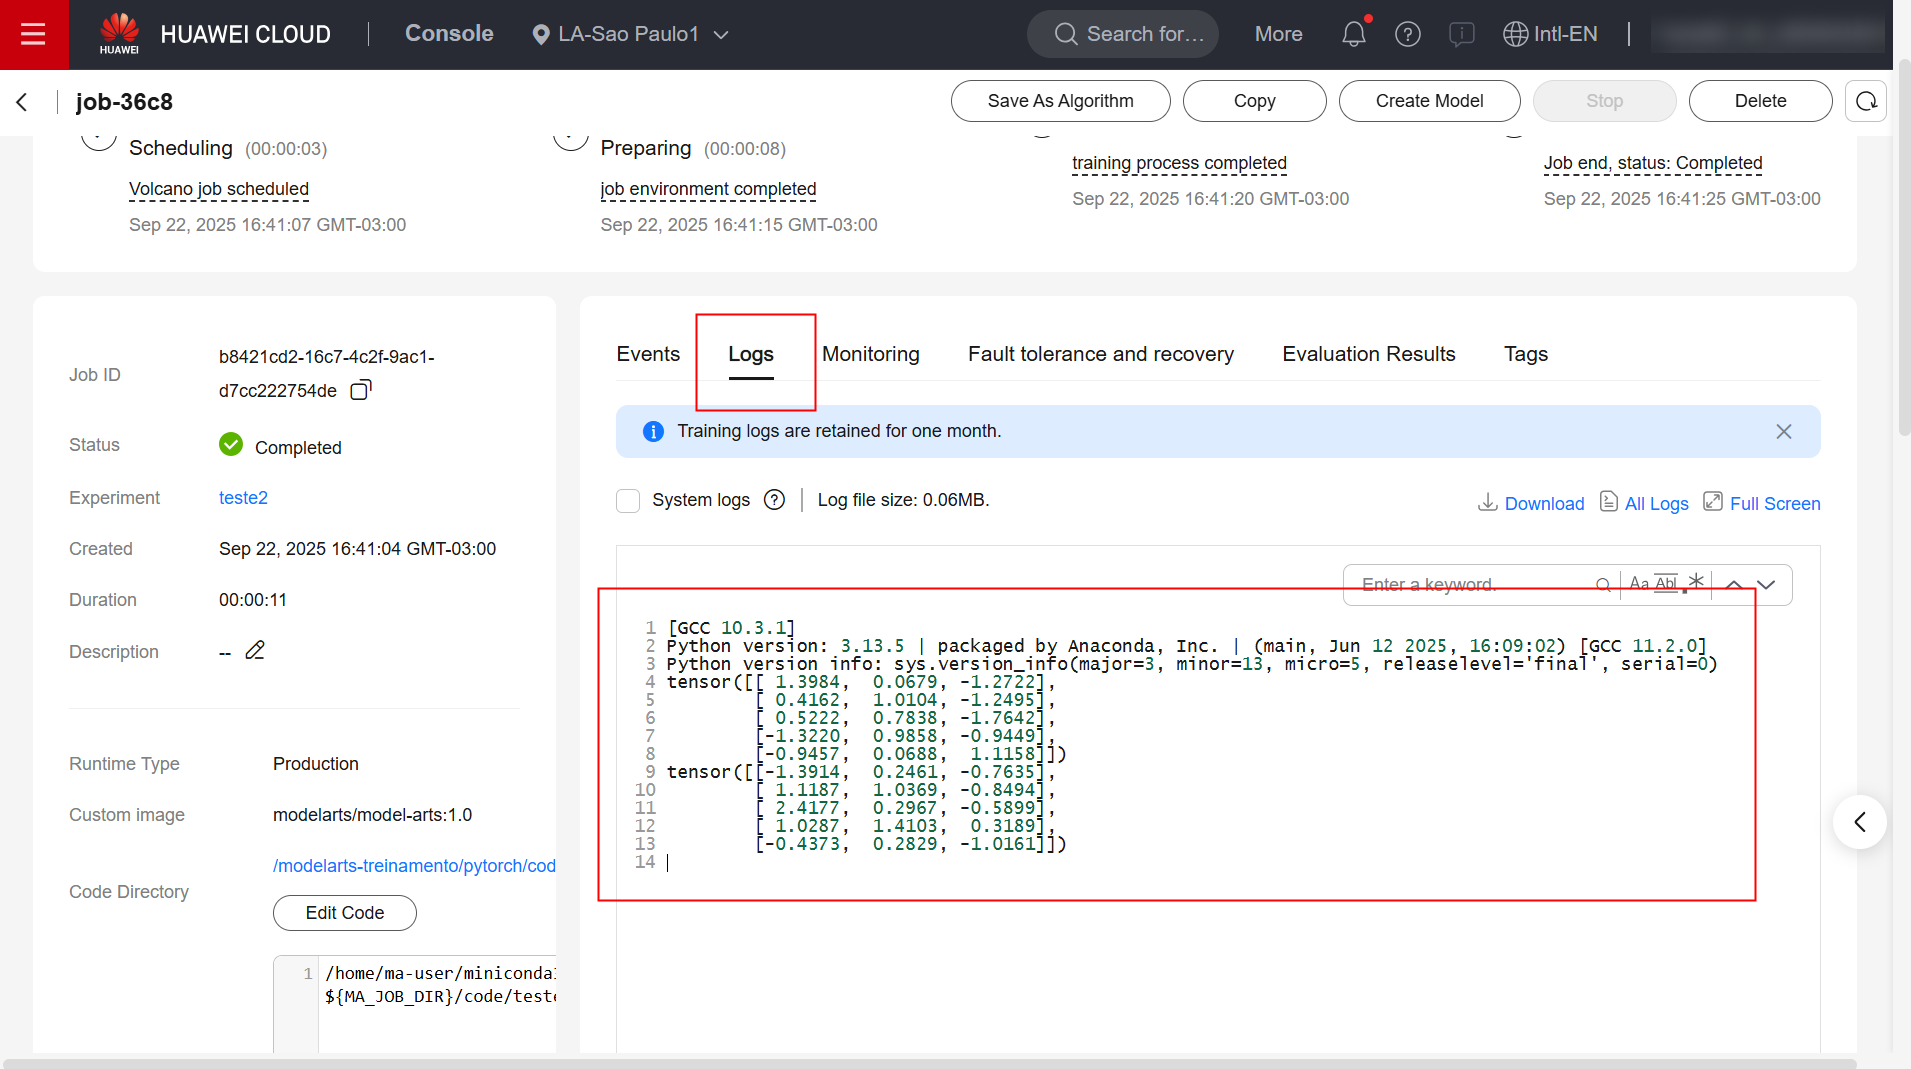 HUAWEI
HUAWEI CLOUD
Console
LA-Sao Paulo1
Search for...
More
Intl-EN
job-36c8
Save As Algorithm
Copy
Create Model
Stop
Delete
Scheduling (00:00:03)
Volcano job scheduled
Sep 22, 2025 16:41:07 GMT-03:00
Preparing (00:00:08)
job environment completed
Sep 22, 2025 16:41:15 GMT-03:00
training process completed
Sep 22, 2025 16:41:20 GMT-03:00
Job end, status: Completed
Sep 22, 2025 16:41:25 GMT-03:00
Job ID
b8421cd2-16c7-4c2f-9ac1-
d7cc222754de
Status
Completed
Experiment
teste2
Created
Sep 22, 2025 16:41:04 GMT-03:00
Duration
00:00:11
Description
--
Runtime Type
Production
Custom image
modelarts/model-arts:1.0
Code Directory
/modelarts-treinamento/pytorch/cod
Edit Code
1 /home/ma-user/miniconda
${MA_JOB_DIR}/code/test
Events
Logs
Monitoring
Fault tolerance and recovery
Evaluation Results
Tags
Training logs are retained for one month.
System logs
Log file size: 0.06MB.
Download
All Logs
Full Screen
Enter a keyword.
Aa
Abl
.*
1 [GCC 10.3.1]
2 Python version: 3.13.5 | packaged by Anaconda, Inc. | (main, Jun 12 2025, 16:09:02) [GCC 11.2.0]
3 Python version info: sys.version_info(major=3, minor=13, micro=5, releaselevel='final', serial=0)
4 tensor([[ 1.3984,  0.0679, -1.2722],
5         [ 0.4162,  1.0104, -1.2495],
6         [ 0.5222,  0.7838, -1.7642],
7         [-1.3220,  0.9858, -0.9449],
8         [-0.9457,  0.0688,  1.1158]])
9 tensor([[-1.3914,  0.2461, -0.7635],
10         [ 1.1187,  1.0369, -0.8494],
11         [ 2.4177,  0.2967, -0.5899],
12         [ 1.0287,  1.4103,  0.3189],
13         [-0.4373,  0.2829, -1.0161]])
14